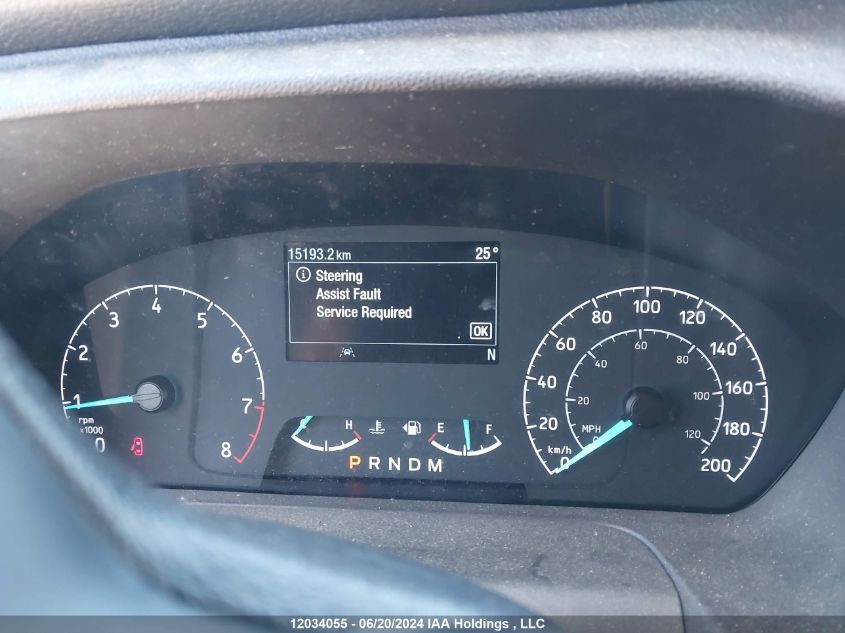 15193.2 km 25°
Steering
Assist Fault
Service Required
OK
N
0 1 2 3 4 5 6 7 8
rpm
x1000
H E F
P R N D M
0 20 40 60 80 100 120 140 160 180 200
km/h
0 20 40 60 80 100 120
MPH
12034055 - 06/20/2024 IAA Holdings , LLC